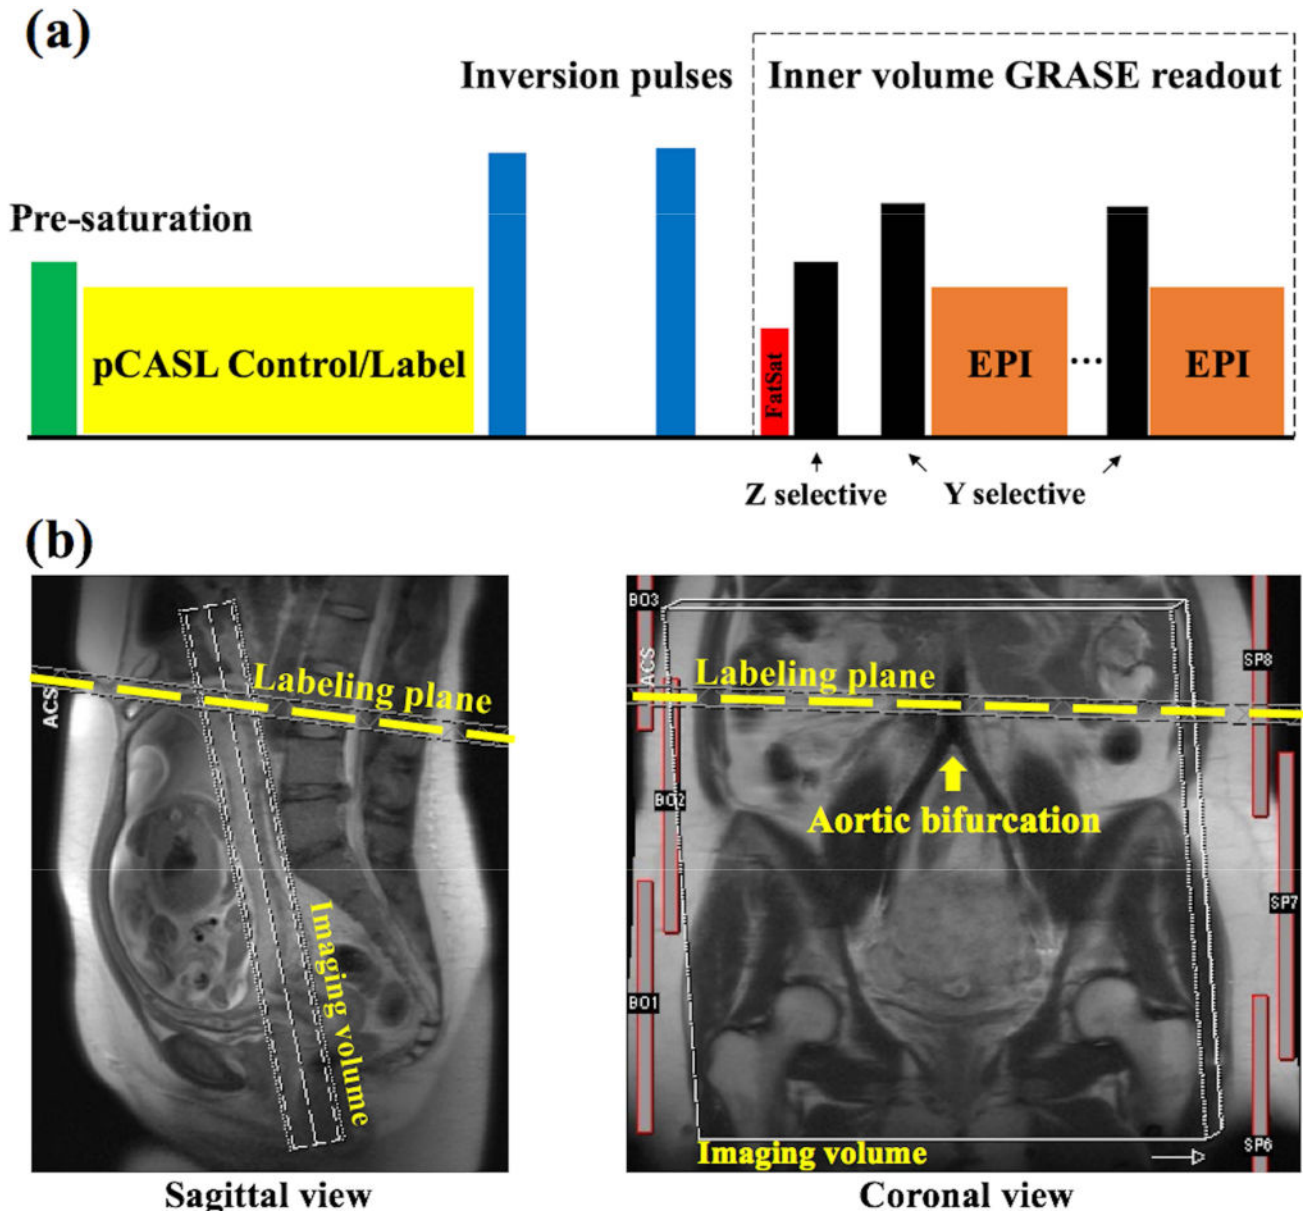 (a)
Inversion pulses
Inner volume GRASE readout
Pre-saturation
pCASL Control/Label
FatSat
EPI
...
EPI
Z selective
Y selective
(b)
ACS
Labeling plane
Imaging volume
Sagittal view
BO3
ACS
Labeling plane
SP8
BO2
Aortic bifurcation
SP7
BO1
Imaging volume
SP6
Coronal view